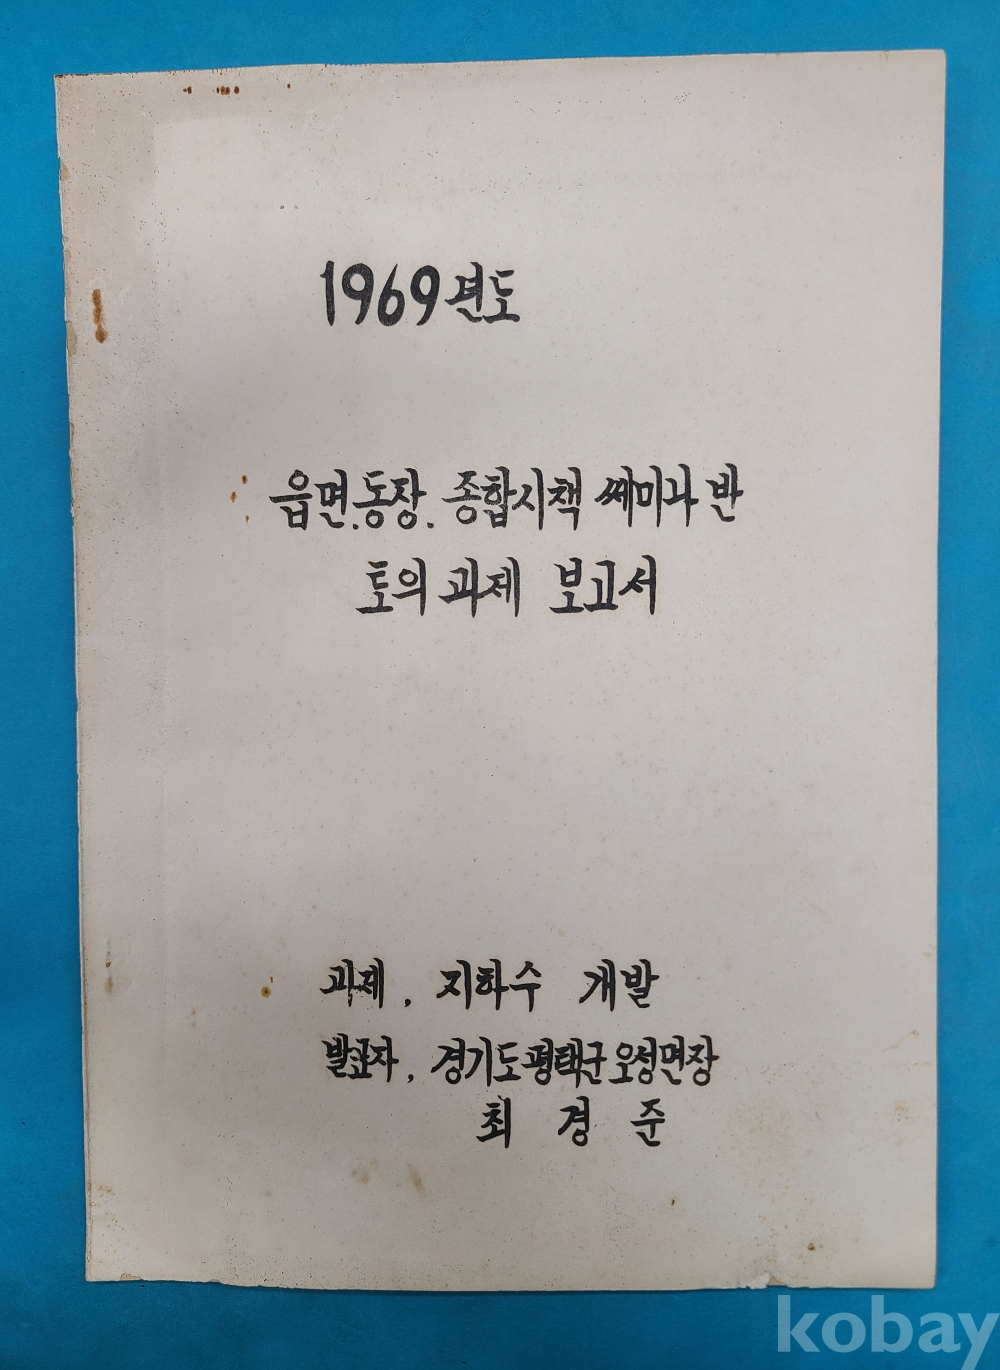 1969년도
읍면.동장. 종합시책 쎄미나 반
토의 과제 보고서
과제, 지하수 개발
발표자, 경기도 평택군 오성면장
최 경 준
kobay